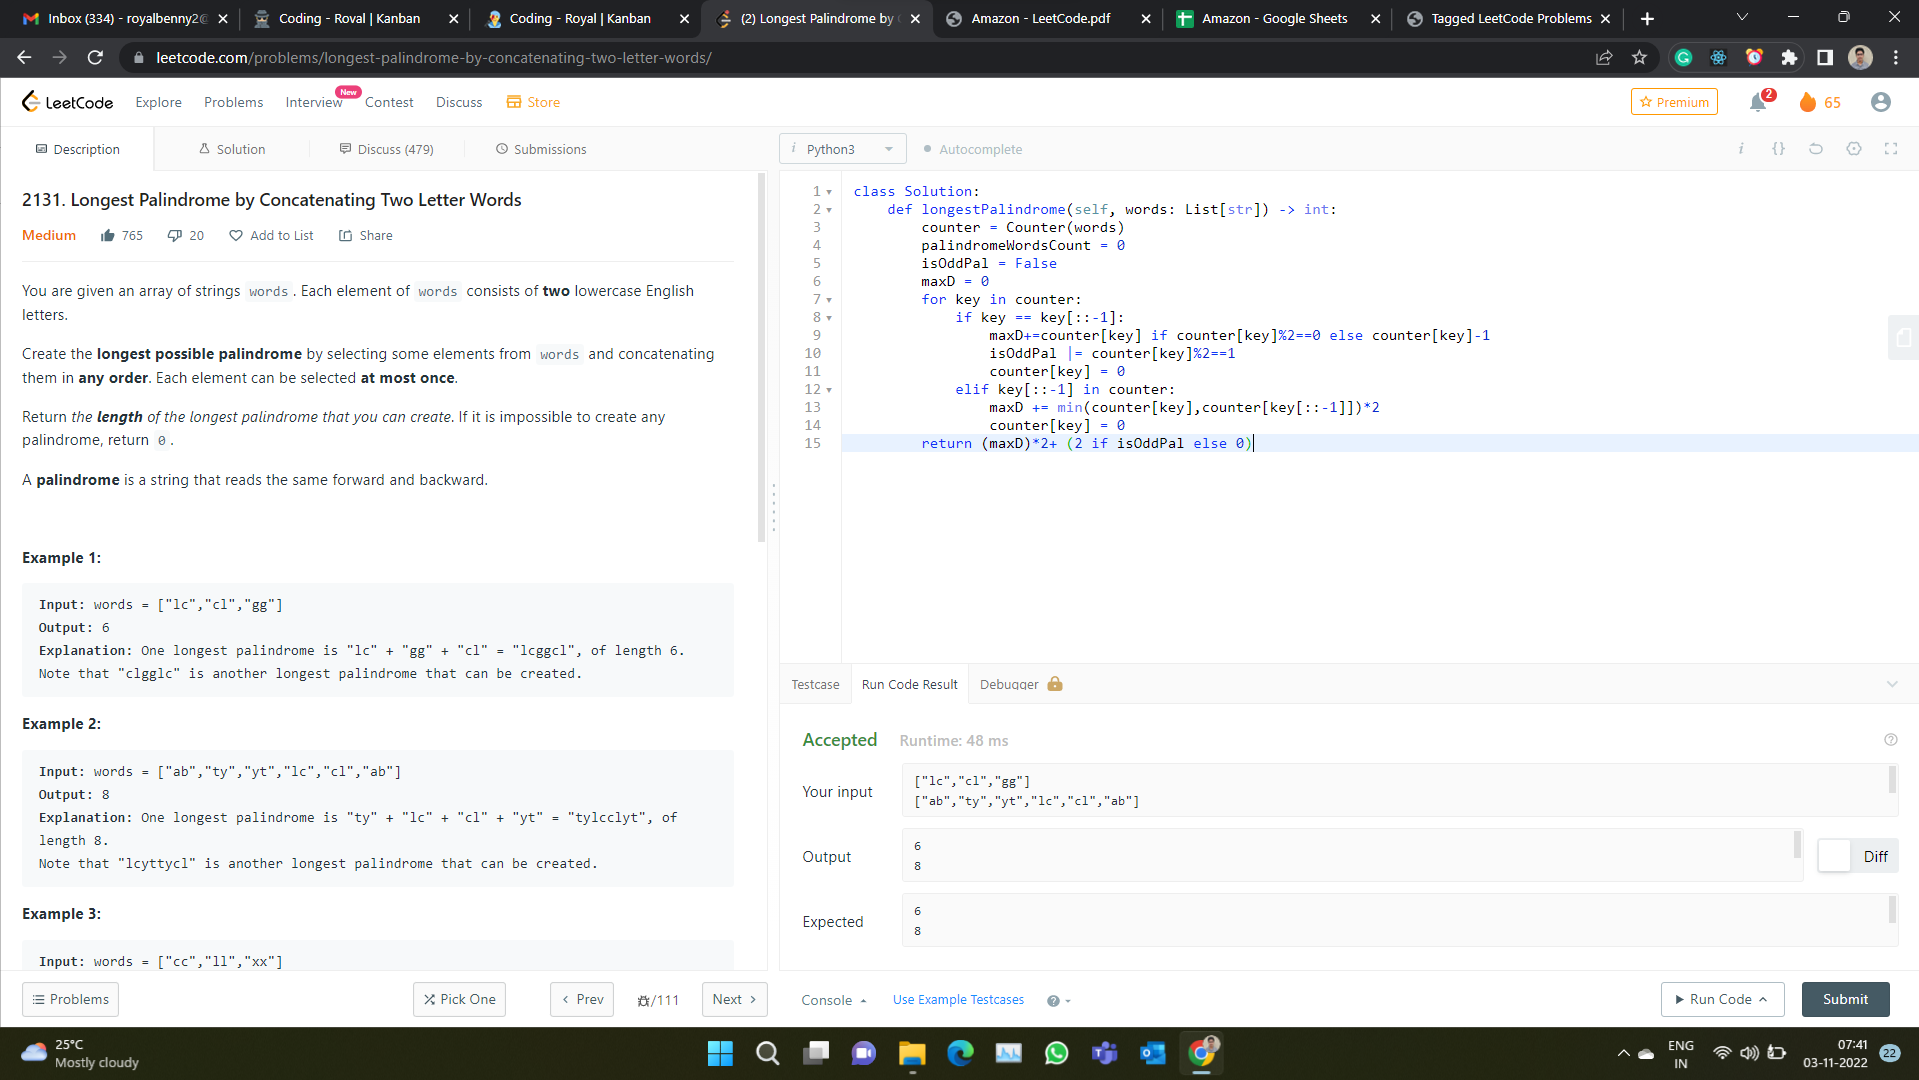 Inbox (334) - royalbenny2@
Coding - Roval | Kanban
Coding - Royal | Kanban
(2) Longest Palindrome by C
Amazon - LeetCode.pdf
Amazon - Google Sheets
Tagged LeetCode Problems
leetcode.com/problems/longest-palindrome-by-concatenating-two-letter-words/
LeetCode
Explore
Problems
Interview
New
Contest
Discuss
Store
Premium
2
65
Description
Solution
Discuss (479)
Submissions
i Python3
Autocomplete
2131. Longest Palindrome by Concatenating Two Letter Words
Medium
765
20
Add to List
Share
You are given an array of strings words . Each element of words consists of two lowercase English
letters.
Create the longest possible palindrome by selecting some elements from words and concatenating
them in any order. Each element can be selected at most once.
Return the length of the longest palindrome that you can create. If it is impossible to create any
palindrome, return 0 .
A palindrome is a string that reads the same forward and backward.
Example 1:
Input: words = ["lc","cl","gg"]
Output: 6
Explanation: One longest palindrome is "lc" + "gg" + "cl" = "lcggcl", of length 6.
Note that "clgglc" is another longest palindrome that can be created.
Example 2:
Input: words = ["ab","ty","yt","lc","cl","ab"]
Output: 8
Explanation: One longest palindrome is "ty" + "lc" + "cl" + "yt" = "tylcclyt", of
length 8.
Note that "lcyttycl" is another longest palindrome that can be created.
Example 3:
Input: words = ["cc","ll","xx"]
1 class Solution:
2 def longestPalindrome(self, words: List[str]) -> int:
3 counter = Counter(words)
4 palindromeWordsCount = 0
5 isOddPal = False
6 maxD = 0
7 for key in counter:
8 if key == key[::-1]:
9 maxD+=counter[key] if counter[key]%2==0 else counter[key]-1
10 isOddPal |= counter[key]%2==1
11 counter[key] = 0
12 elif key[::-1] in counter:
13 maxD += min(counter[key],counter[key[::-1]])*2
14 counter[key] = 0
15 return (maxD)*2+ (2 if isOddPal else 0)
Testcase
Run Code Result
Debugger
Accepted
Runtime: 48 ms
Your input
["lc","cl","gg"]
["ab","ty","yt","lc","cl","ab"]
Output
6
8
Diff
Expected
6
8
Problems
Pick One
Prev
/111
Next
Console
Use Example Testcases
Run Code
Submit
25°C
Mostly cloudy
ENG
IN
07:41
03-11-2022
22